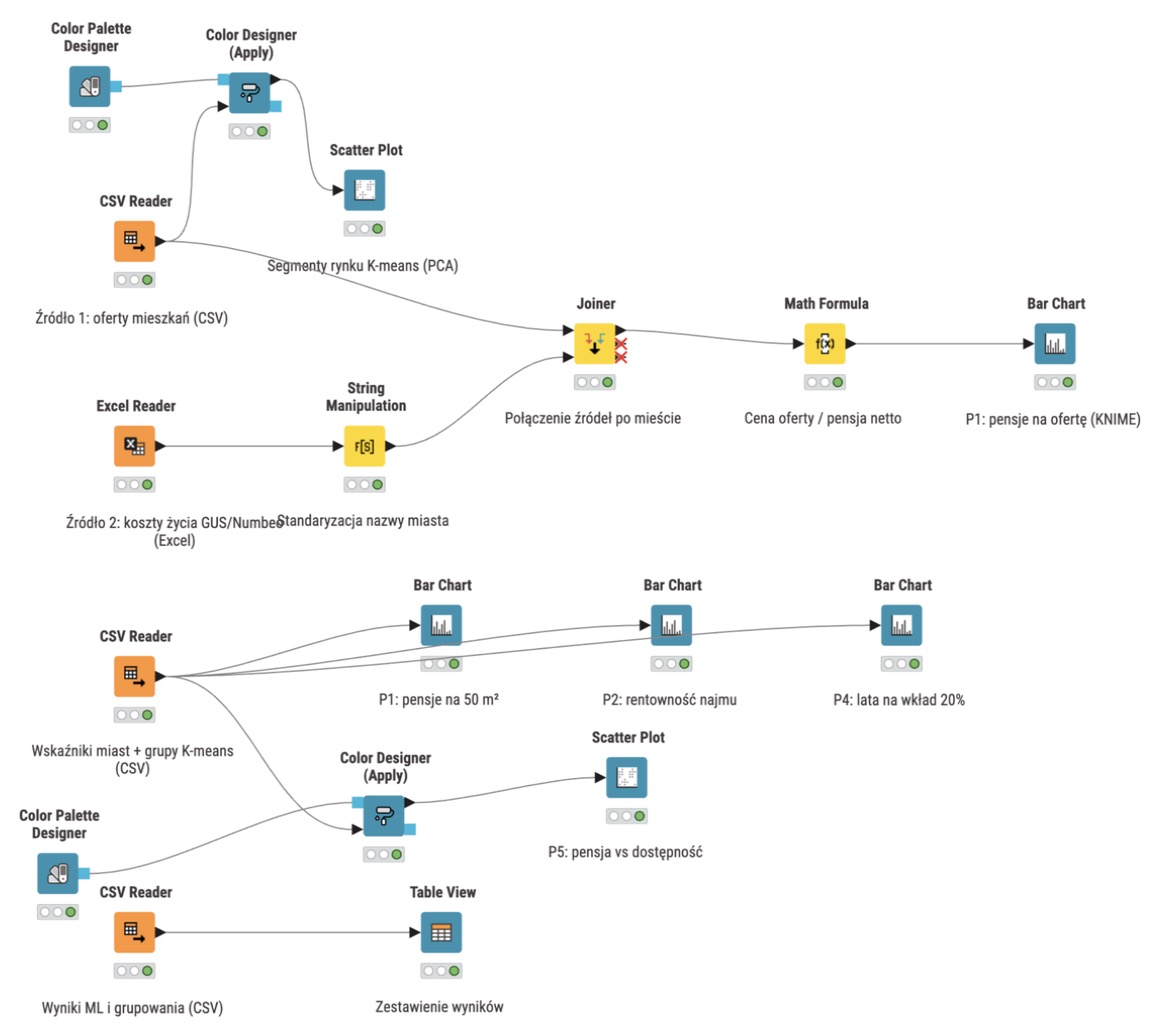 Color Palette
Designer
Color Designer
(Apply)
Scatter Plot
CSV Reader
Segmenty rynku K-means (PCA)
Źródło 1: oferty mieszkań (CSV)
Joiner
Math Formula
f(x)
Bar Chart
String
Manipulation
Excel Reader
X
F[S]
Połączenie źródeł po mieście
Cena oferty / pensja netto
P1: pensje na ofertę (KNIME)
Źródło 2: koszty życia GUS/Numbeo
(Excel)
Standaryzacja nazwy miasta
Bar Chart
Bar Chart
Bar Chart
CSV Reader
P1: pensje na 50 m²
P2: rentowność najmu
P4: lata na wkład 20%
Wskaźniki miast + grupy K-means
(CSV)
Scatter Plot
Color Designer
(Apply)
Color Palette
Designer
P5: pensja vs dostępność
CSV Reader
Table View
Wyniki ML i grupowania (CSV)
Zestawienie wyników